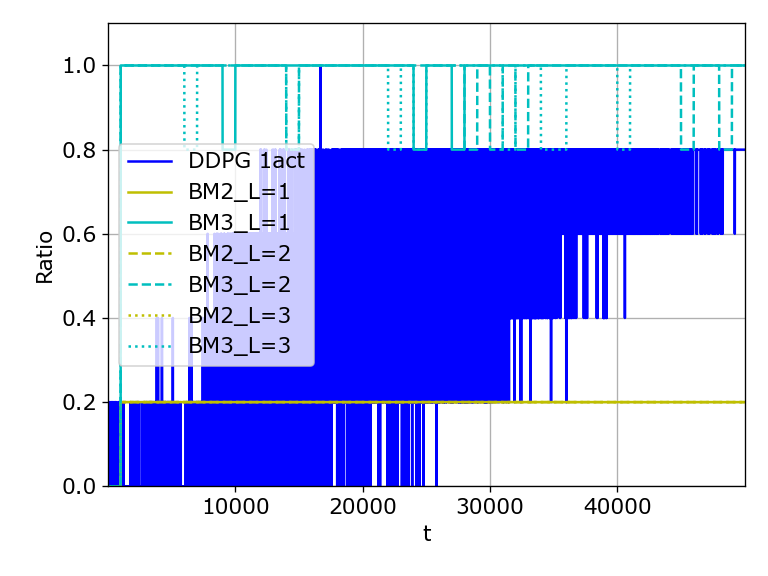 1.0
0.8
0.6
0.4
0.2
0.0
Ratio
DDPG 1act
BM2_L=1
BM3_L=1
BM2_L=2
BM3_L=2
BM2_L=3
BM3_L=3
10000 20000 30000 40000
t